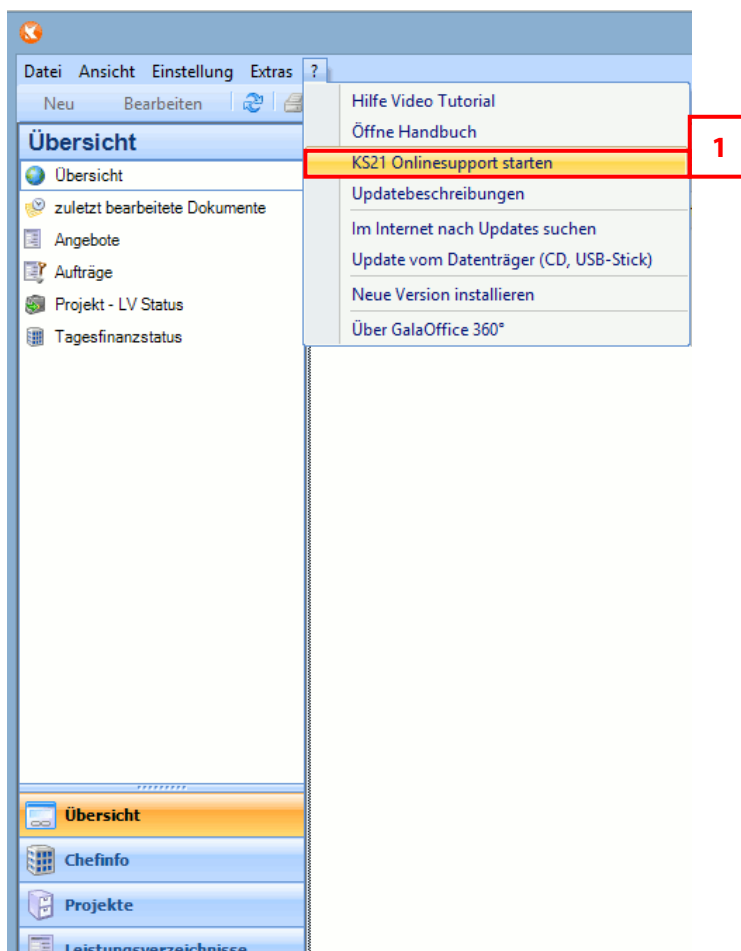 Datei Ansicht Einstellung Extras ?
Neu Bearbeiten
Hilfe Video Tutorial
Öffne Handbuch
KS21 Onlinesupport starten
1
Updatebeschreibungen
Im Internet nach Updates suchen
Update vom Datenträger (CD, USB-Stick)
Neue Version installieren
Über GalaOffice 360°
Übersicht
Übersicht
zuletzt bearbeitete Dokumente
Angebote
Aufträge
Projekt - LV Status
Tagesfinanzstatus
Übersicht
Chefinfo
Projekte
Leistungsverzeichnisse